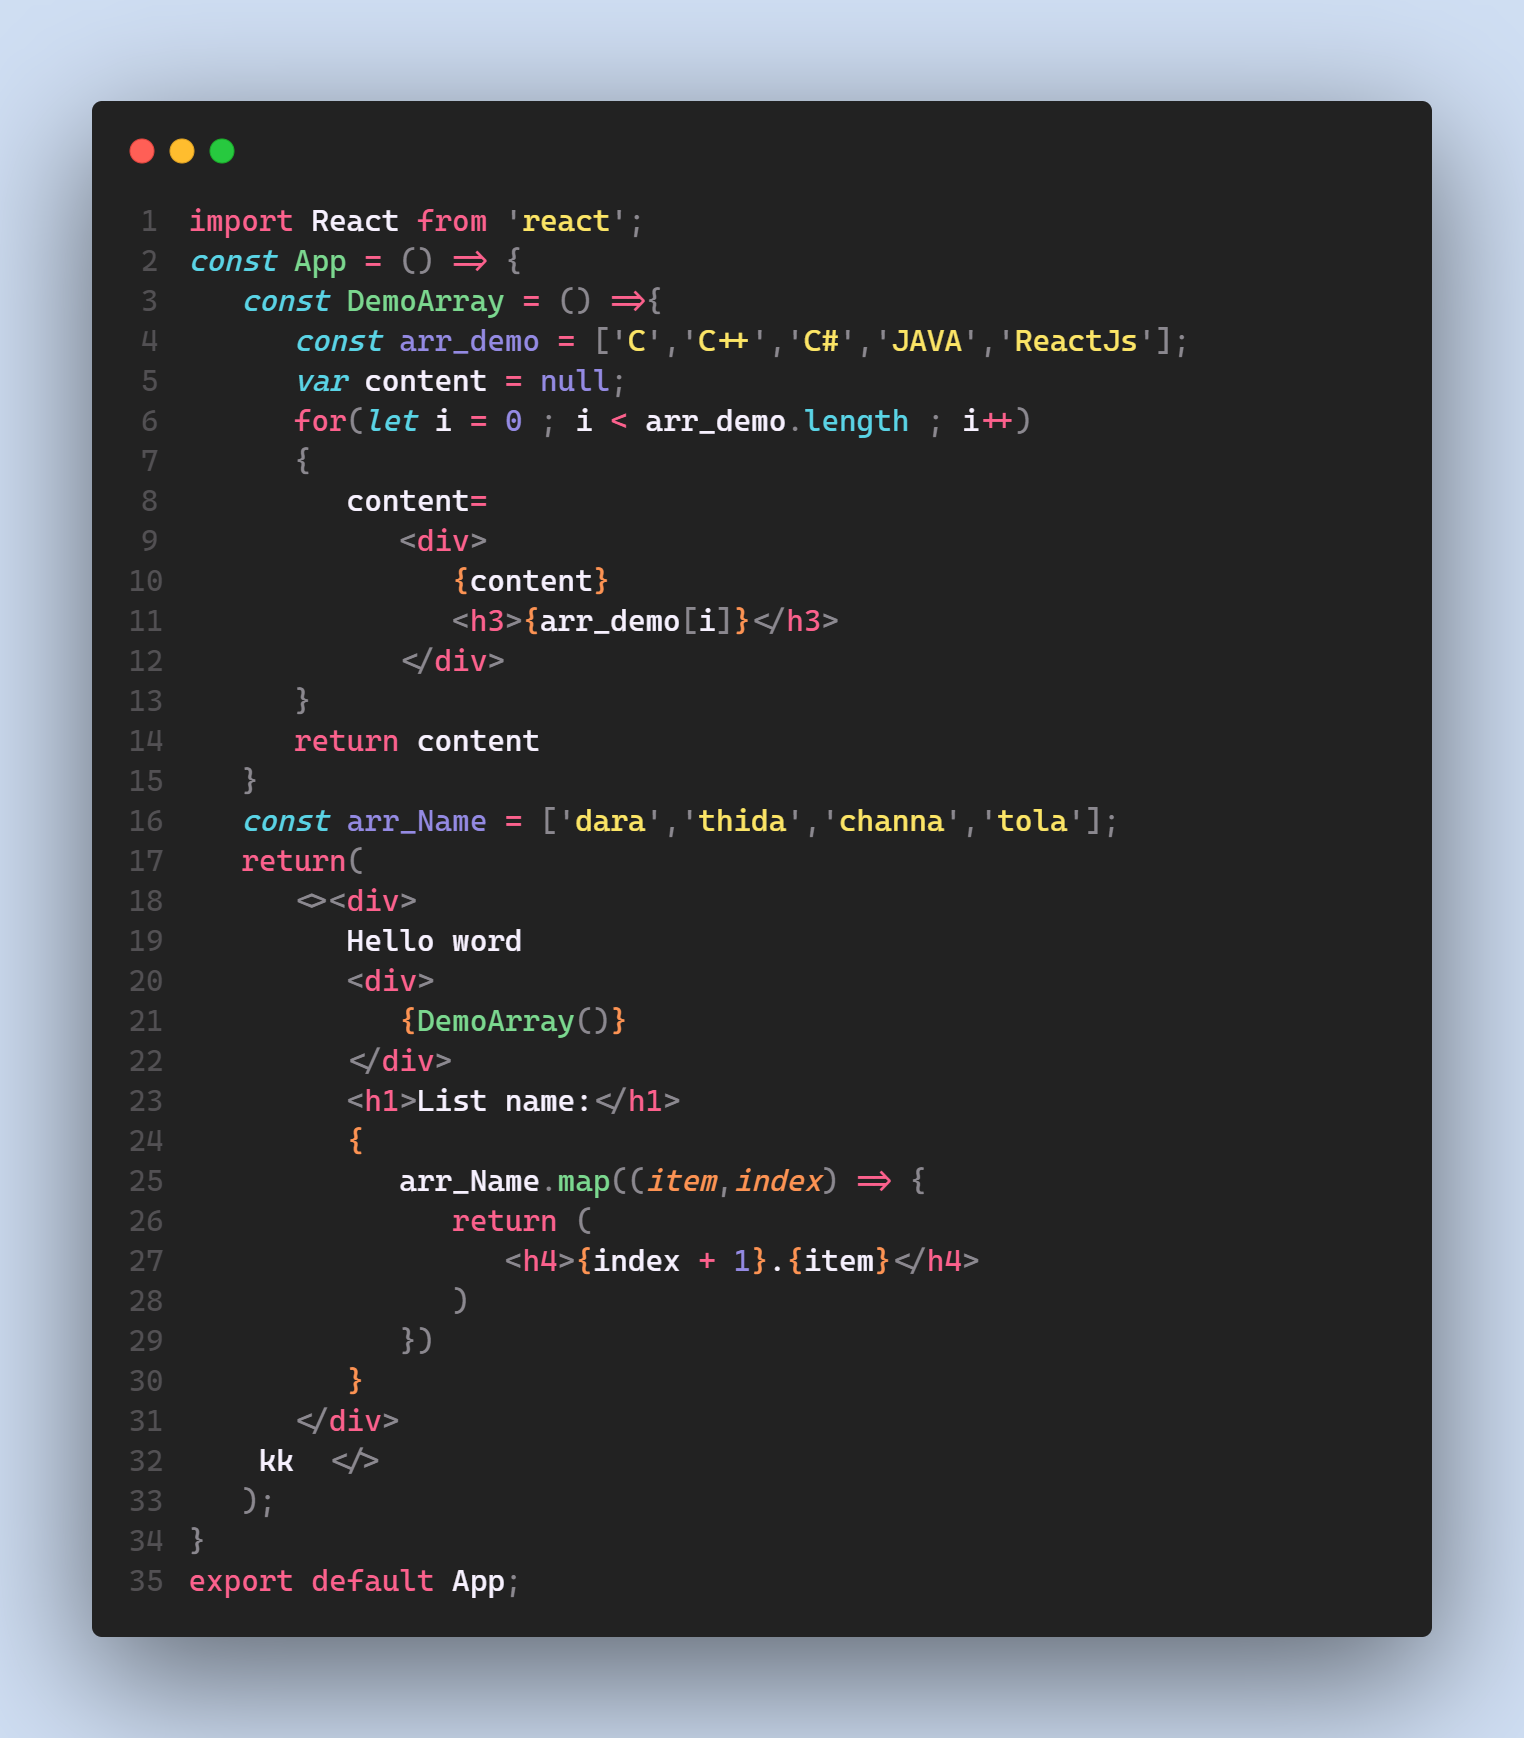 1 import React from 'react';
2 const App = () => {
3    const DemoArray = () =>{
4       const arr_demo = ['C','C++','C#','JAVA','ReactJs'];
5       var content = null;
6       for(let i = 0 ; i < arr_demo.length ; i++)
7       {
8          content=
9             <div>
10                {content}
11                <h3>{arr_demo[i]}</h3>
12             </div>
13       }
14       return content
15    }
16    const arr_Name = ['dara','thida','channa','tola'];
17    return(
18       <><div>
19          Hello word
20          <div>
21             {DemoArray()}
22          </div>
23          <h1>List name:</h1>
24          {
25             arr_Name.map((item,index) => {
26                return (
27                   <h4>{index + 1}.{item}</h4>
28                )
29             })
30          }
31       </div>
32     kk  </>
33    );
34 }
35 export default App;